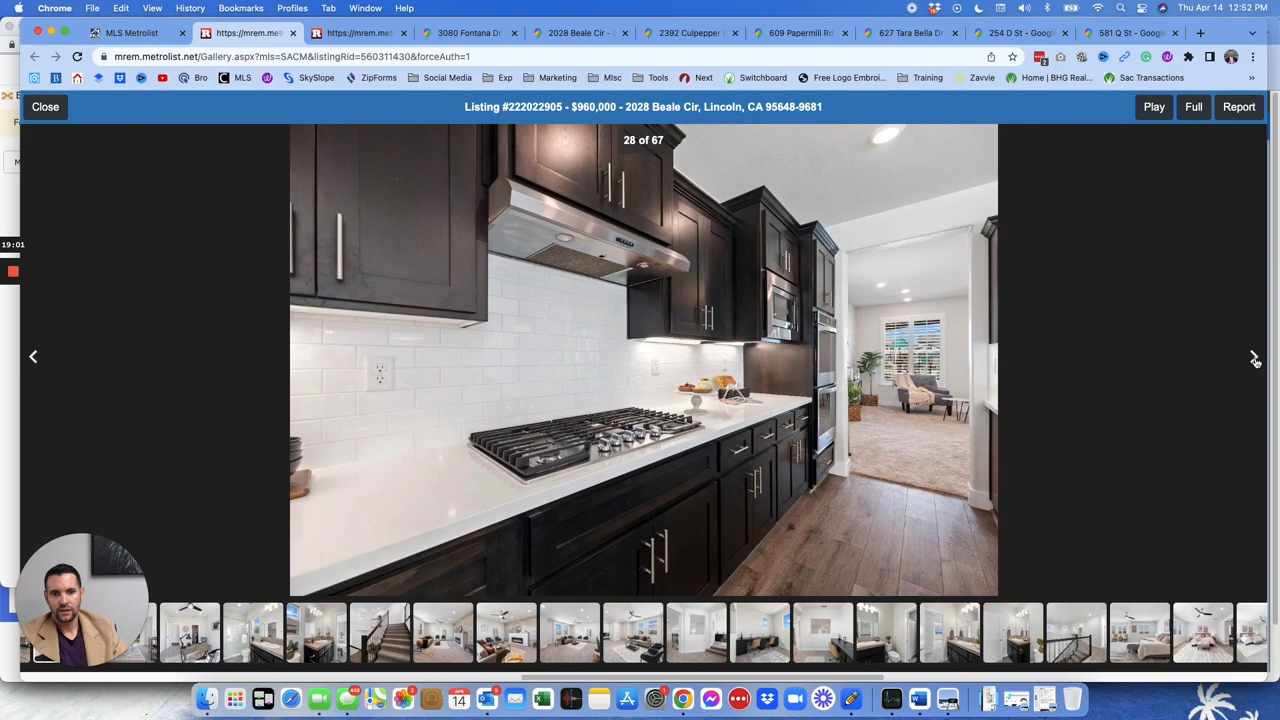 Chrome File Edit View History Bookmarks Profiles Tab Window Help Thu Apr 14 12:52 PM
MLS Metrolist https://mrem.met https://mrem.met 3080 Fontana Dr 2028 Beale Cir - G 2392 Culpepper L 609 Papermill Rd 627 Tara Bella Dr 254 D St - Google 581 Q St - Google
mrem.metrolist.net/Gallery.aspx?mls=SACM&listingRid=560311430&forceAuth=1
Bro MLS SkySlope ZipForms Social Media Exp Marketing Misc Tools Next Switchboard Free Logo Embroi... Training Zavvie Home | BHG Real... Sac Transactions »
Close Listing #222022905 - $960,000 - 2028 Beale Cir, Lincoln, CA 95648-9681 Play Full Report
28 of 67
19:01